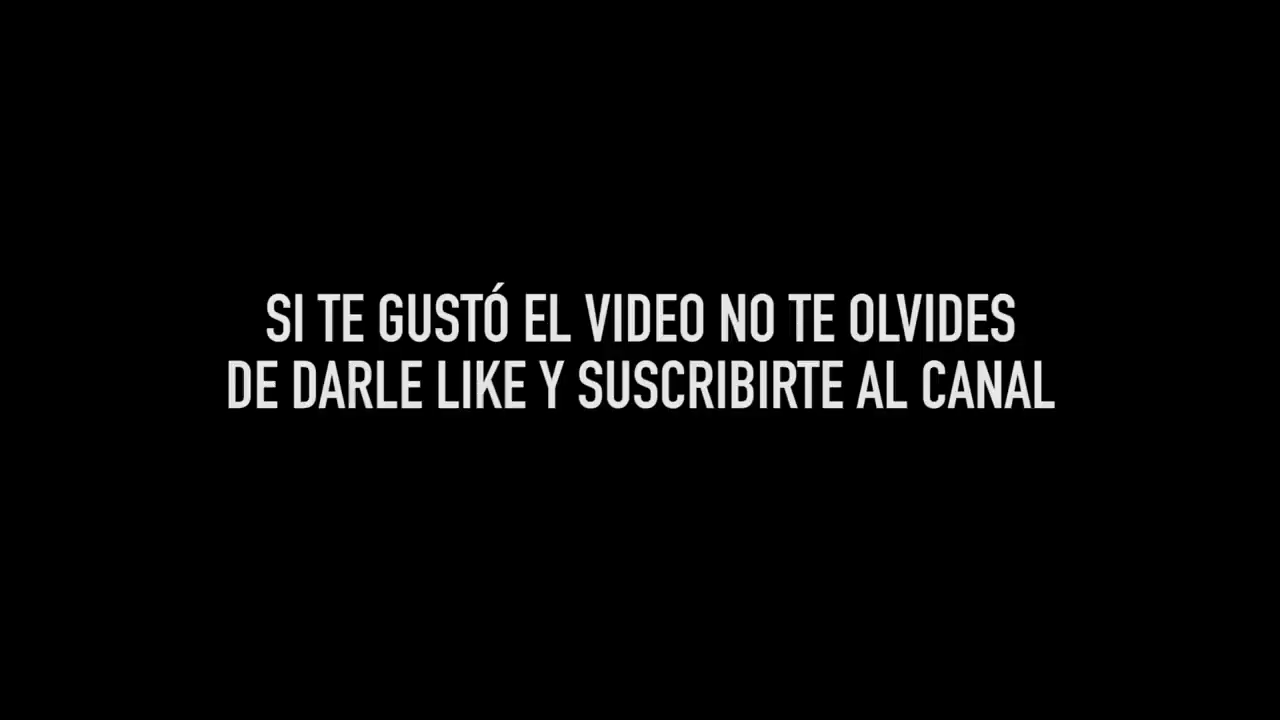 SI TE GUSTÓ EL VIDEO NO TE OLVIDES
DE DARLE LIKE Y SUSCRIBIRTE AL CANAL